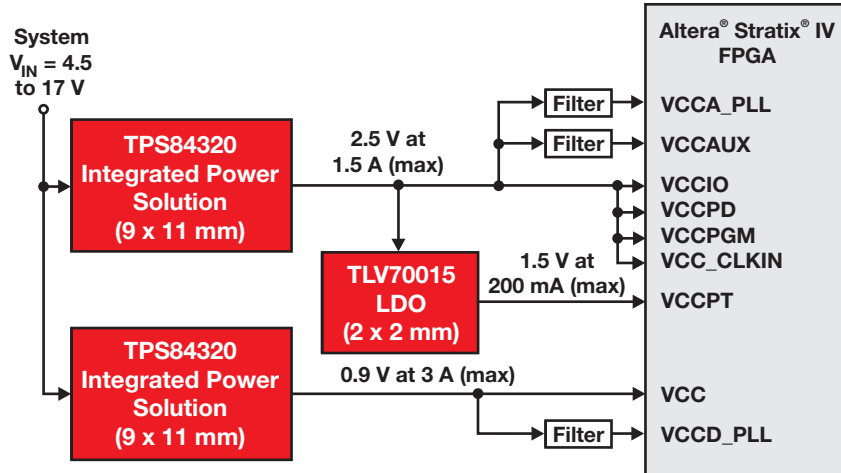 System
V_IN = 4.5
to 17 V
Altera® Stratix® IV
FPGA
TPS84320
Integrated Power
Solution
(9 x 11 mm)
2.5 V at
1.5 A (max)
Filter
VCCA_PLL
Filter
VCCAUX
VCCIO
VCCPD
VCCPGM
VCC_CLKIN
TLV70015
LDO
(2 x 2 mm)
1.5 V at
200 mA (max)
VCCPT
TPS84320
Integrated Power
Solution
(9 x 11 mm)
0.9 V at 3 A (max)
VCC
Filter
VCCD_PLL